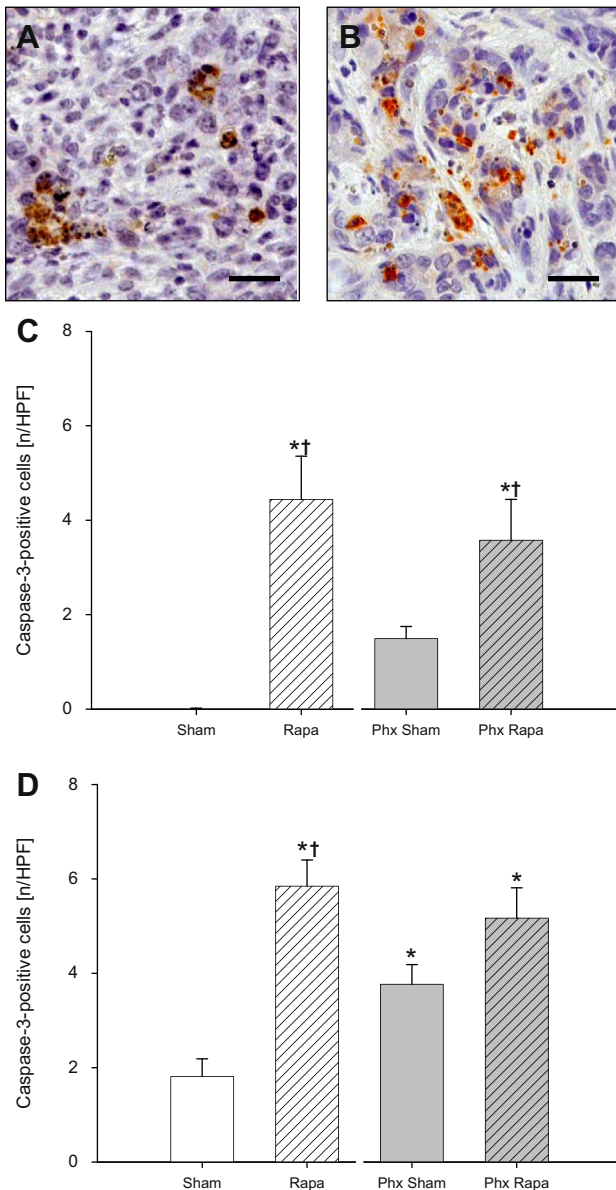 A
B
C
8
6
4
2
0
Caspase-3-positive cells [n/HPF]
*†
*†
Sham
Rapa
Phx Sham
Phx Rapa
D
8
6
4
2
0
Caspase-3-positive cells [n/HPF]
*†
*
*
Sham
Rapa
Phx Sham
Phx Rapa